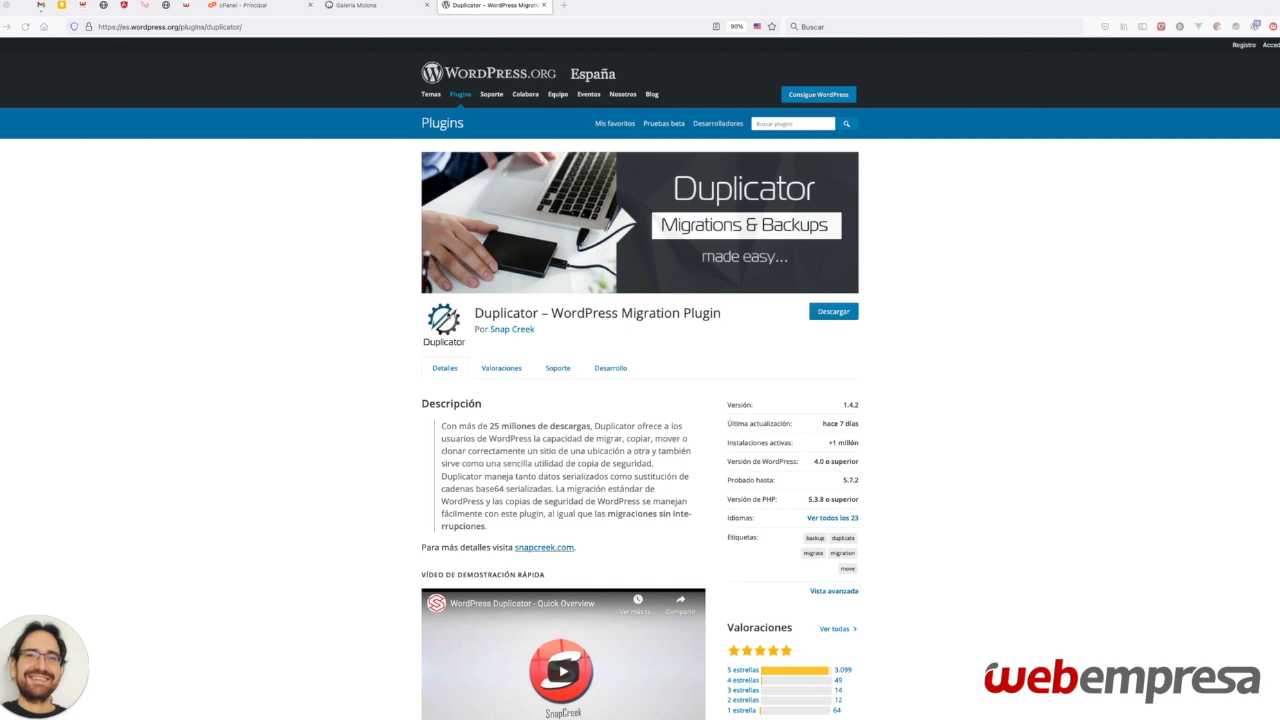 cPanel - Principal
Galería Molona
Duplicator – WordPress Migratio
https://es.wordpress.org/plugins/duplicator/
90%
Buscar
Registro
Acced
WORDPRESS.ORG
España
Temas
Plugins
Soporte
Colabora
Equipo
Eventos
Nosotros
Blog
Consigue WordPress
Plugins
Mis favoritos
Pruebas beta
Desarrolladores
Buscar plugins
Duplicator
Migrations & Backups
made easy...
Duplicator
Duplicator – WordPress Migration Plugin
Por Snap Creek
Descargar
Detalles
Valoraciones
Soporte
Desarrollo
Descripción
Con más de 25 millones de descargas, Duplicator ofrece a los
usuarios de WordPress la capacidad de migrar, copiar, mover o
clonar correctamente un sitio de una ubicación a otra y también
sirve como una sencilla utilidad de copia de seguridad.
Duplicator maneja tanto datos serializados como sustitución de
cadenas base64 serializadas. La migración estándar de
WordPress y las copias de seguridad de WordPress se manejan
fácilmente con este plugin, al igual que las migraciones sin inte-
rrupciones.
Para más detalles visita snapcreek.com.
VÍDEO DE DEMOSTRACIÓN RÁPIDA
WordPress Duplicator - Quick Overview
Ver más ta...
Compartir
SnapCreek
Versión: 1.4.2
Última actualización: hace 7 días
Instalaciones activas: +1 millón
Versión de WordPress: 4.0 o superior
Probado hasta: 5.7.2
Versión de PHP: 5.3.8 o superior
Idiomas: Ver todos los 23
Etiquetas: backup duplicate
migrate migration
move
Vista avanzada
Valoraciones
Ver todas
5 estrellas 3.099
4 estrellas 49
3 estrellas 14
2 estrellas 12
1 estrella 64
webempresa